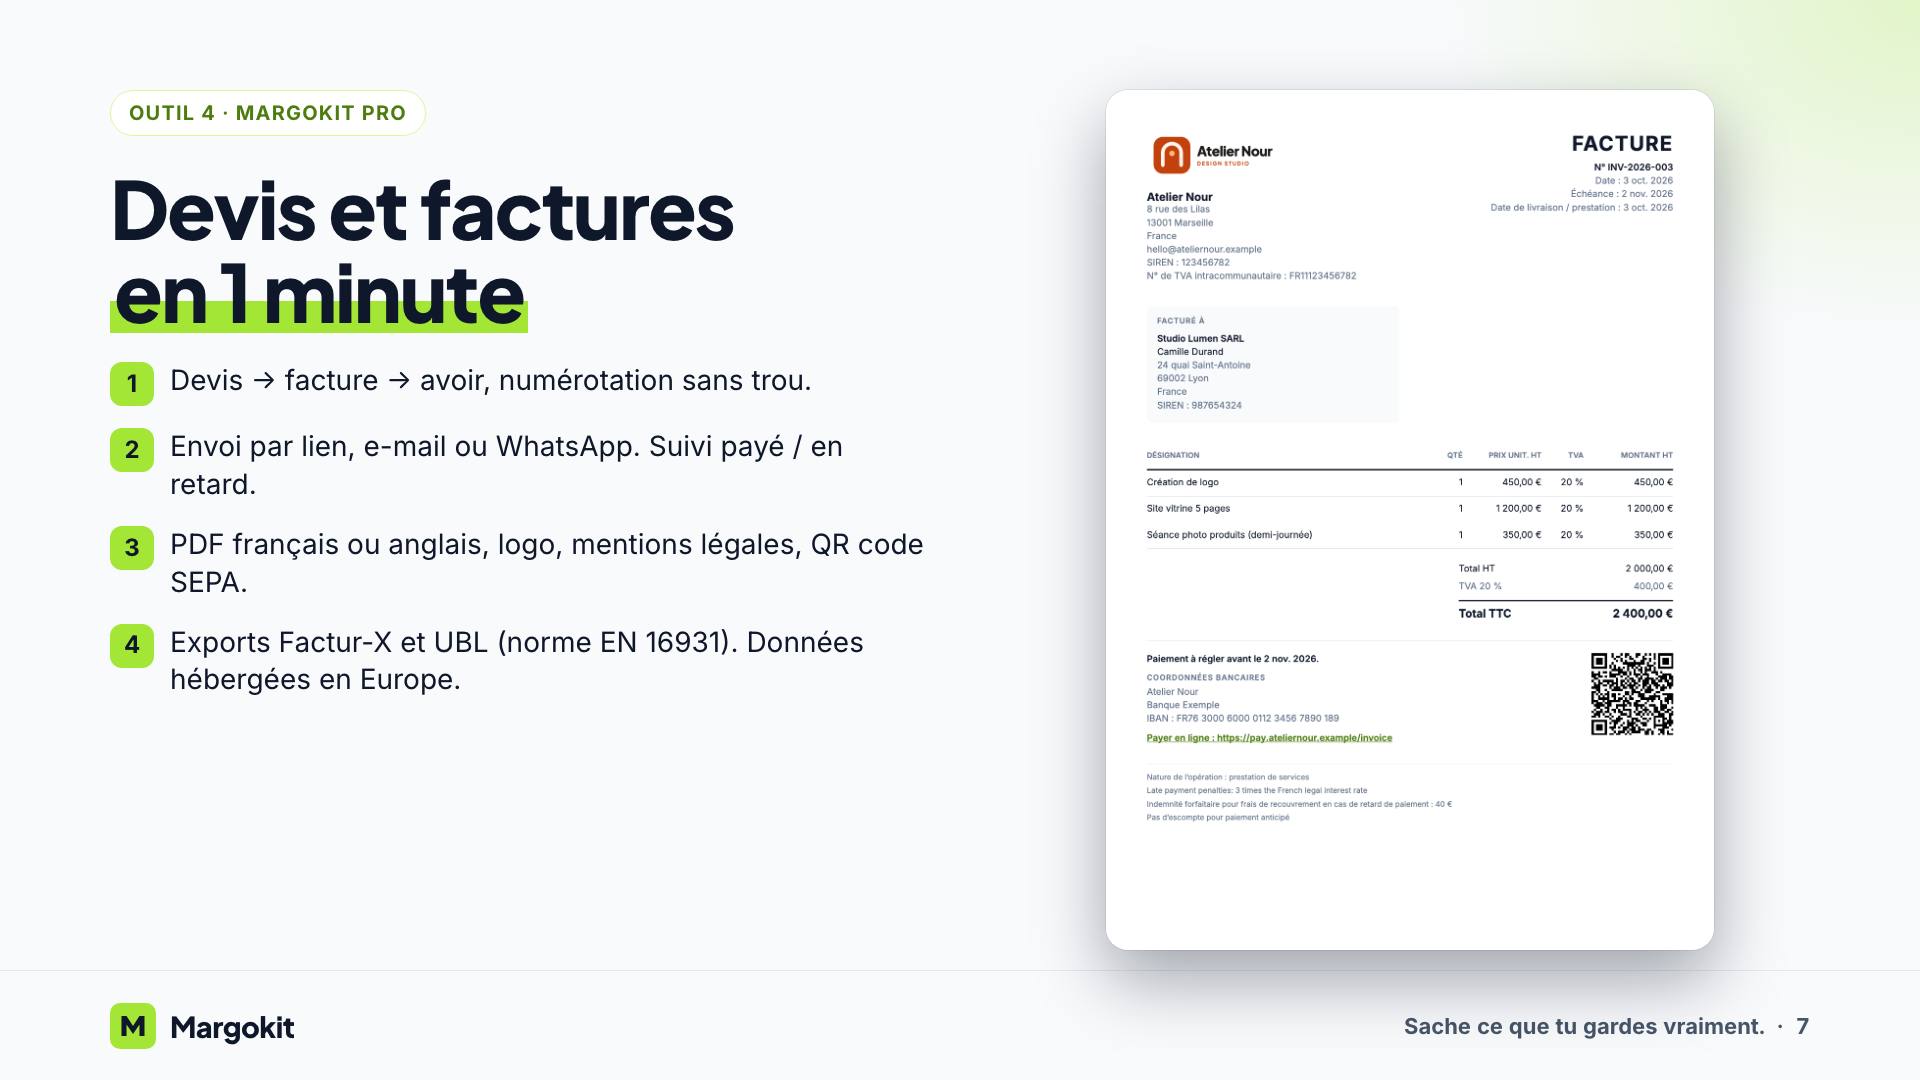 OUTIL 4 · MARGOKIT PRO
Devis et factures
en 1 minute
1 Devis → facture → avoir, numérotation sans trou.
2 Envoi par lien, e-mail ou WhatsApp. Suivi payé / en
retard.
3 PDF français ou anglais, logo, mentions légales, QR code
SEPA.
4 Exports Factur-X et UBL (norme EN 16931). Données
hébergées en Europe.
Atelier Nour
DESIGN STUDIO
FACTURE
N° INV-2026-003
Date : 3 oct. 2026
Échéance : 2 nov. 2026
Date de livraison / prestation : 3 oct. 2026
Atelier Nour
8 rue des Lilas
13001 Marseille
France
hello@ateliernour.example
SIREN : 123456782
N° de TVA intracommunautaire : FR11123456782
FACTURÉ À
Studio Lumen SARL
Camille Durand
24 quai Saint-Antoine
69002 Lyon
France
SIREN : 987654324
DÉSIGNATION QTÉ PRIX UNIT. HT TVA MONTANT HT
Création de logo 1 450,00 € 20 % 450,00 €
Site vitrine 5 pages 1 1 200,00 € 20 % 1 200,00 €
Séance photo produits (demi-journée) 1 350,00 € 20 % 350,00 €
Total HT 2 000,00 €
TVA 20 % 400,00 €
Total TTC 2 400,00 €
Paiement à régler avant le 2 nov. 2026.
COORDONNÉES BANCAIRES
Atelier Nour
Banque Exemple
IBAN : FR76 3000 6000 0112 3456 7890 189
Payer en ligne : https://pay.ateliernour.example/invoice
Nature de l'opération : prestation de services
Late payment penalties: 3 times the French legal interest rate
Indemnité forfaitaire pour frais de recouvrement en cas de retard de paiement : 40 €
Pas d'escompte pour paiement anticipé
M Margokit
Sache ce que tu gardes vraiment. · 7